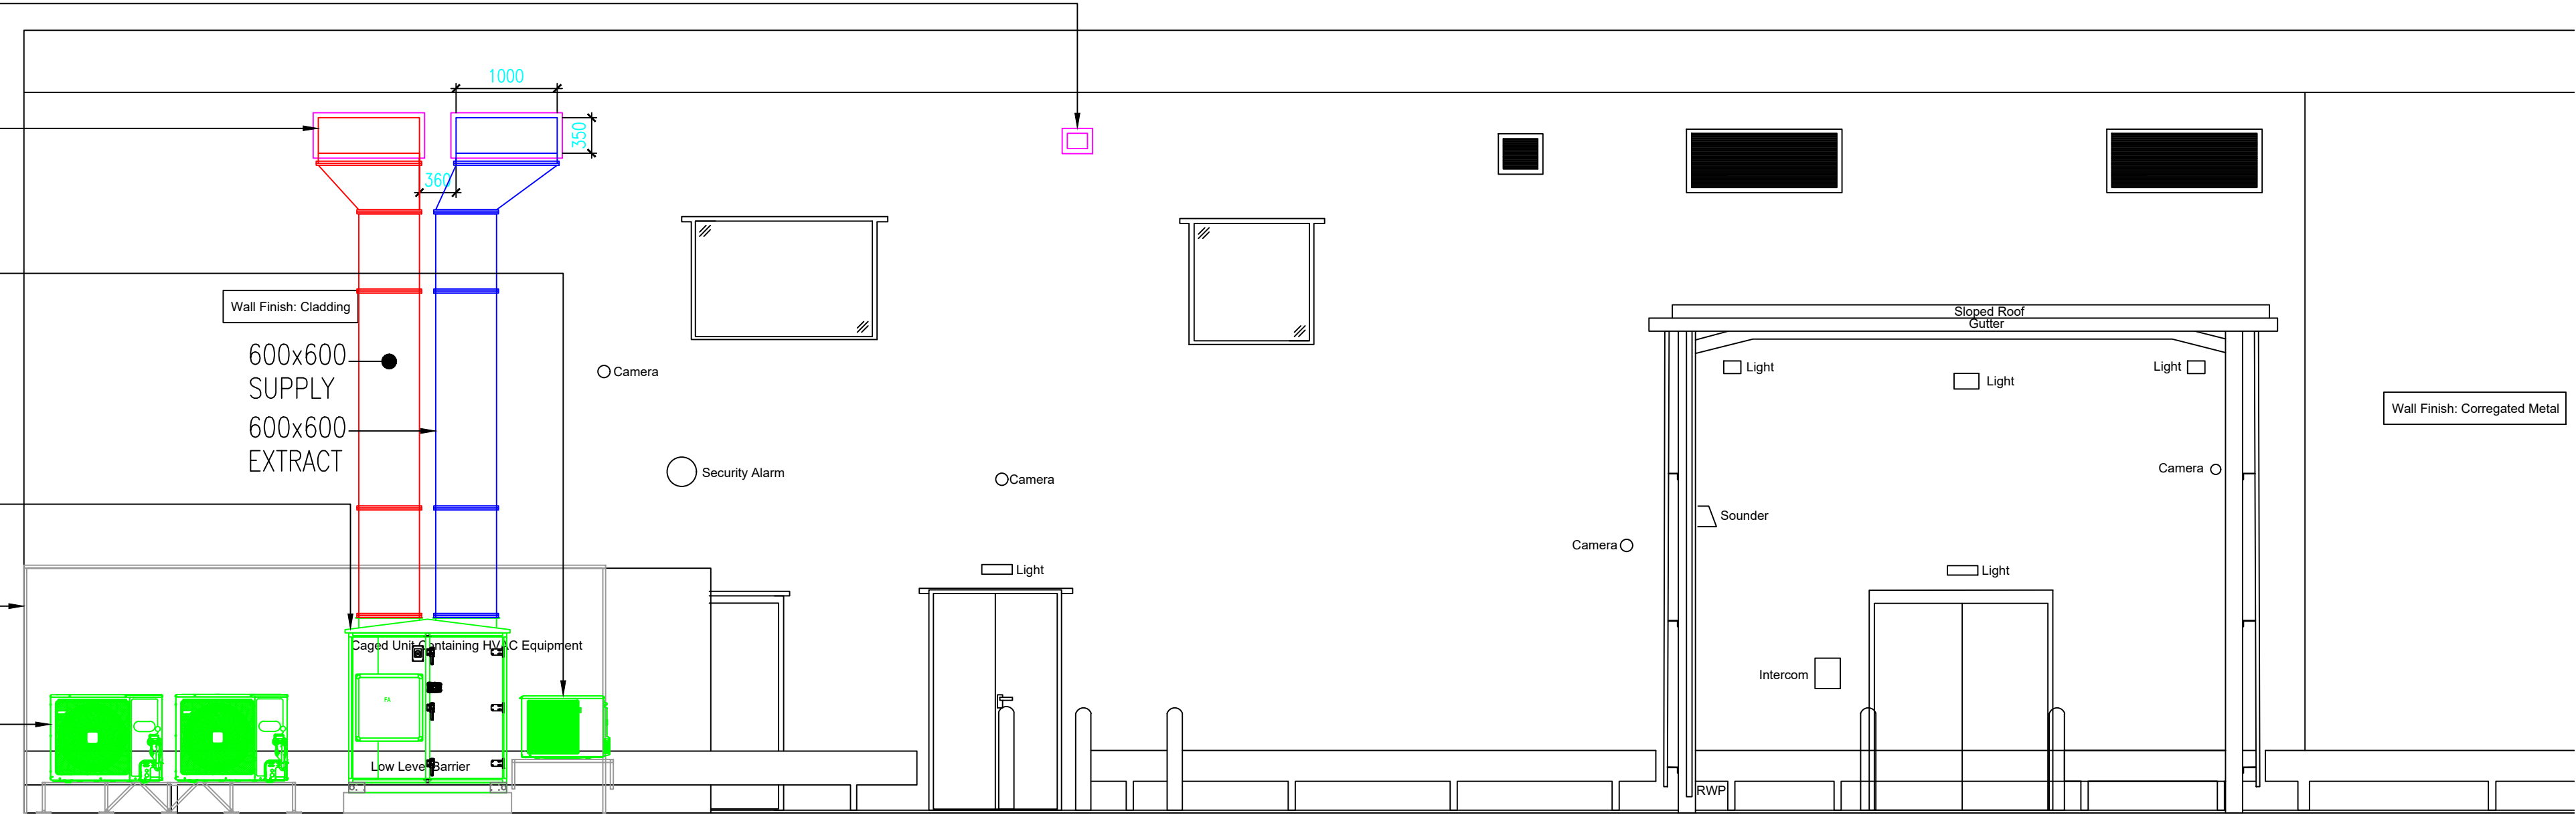 1000
350
360
Wall Finish: Cladding
600x600
SUPPLY
600x600
EXTRACT
Camera
Security Alarm
Camera
Light
Sloped Roof
Gutter
Light
Light
Light
Wall Finish: Corregated Metal
Camera
Sounder
Camera
Light
Caged Unit Containing HVAC Equipment
FA
Intercom
Low Level Barrier
RWP